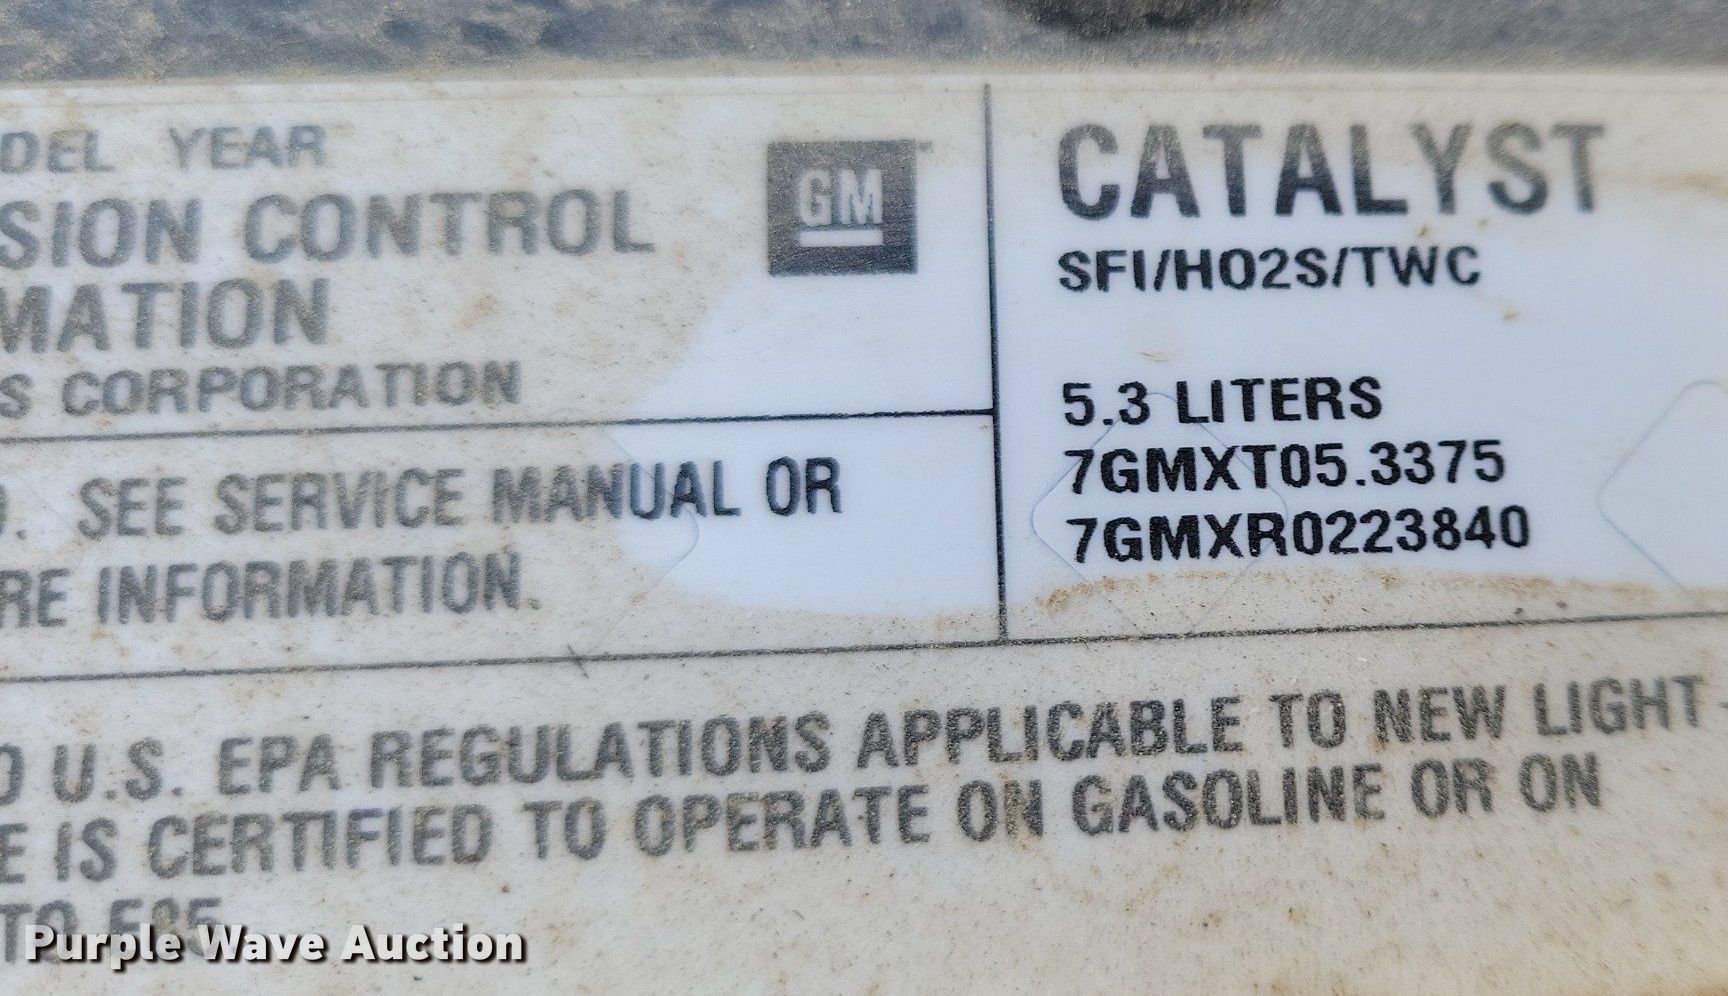 DEL YEAR
SION CONTROL
MATION
S CORPORATION
GM
CATALYST
SFI/HO2S/TWC
5.3 LITERS
7GMXT05.3375
7GMXR0223840
. SEE SERVICE MANUAL OR
RE INFORMATION.
U.S. EPA REGULATIONS APPLICABLE TO NEW LIGHT-
E IS CERTIFIED TO OPERATE ON GASOLINE OR ON
TO E85.
Purple Wave Auction